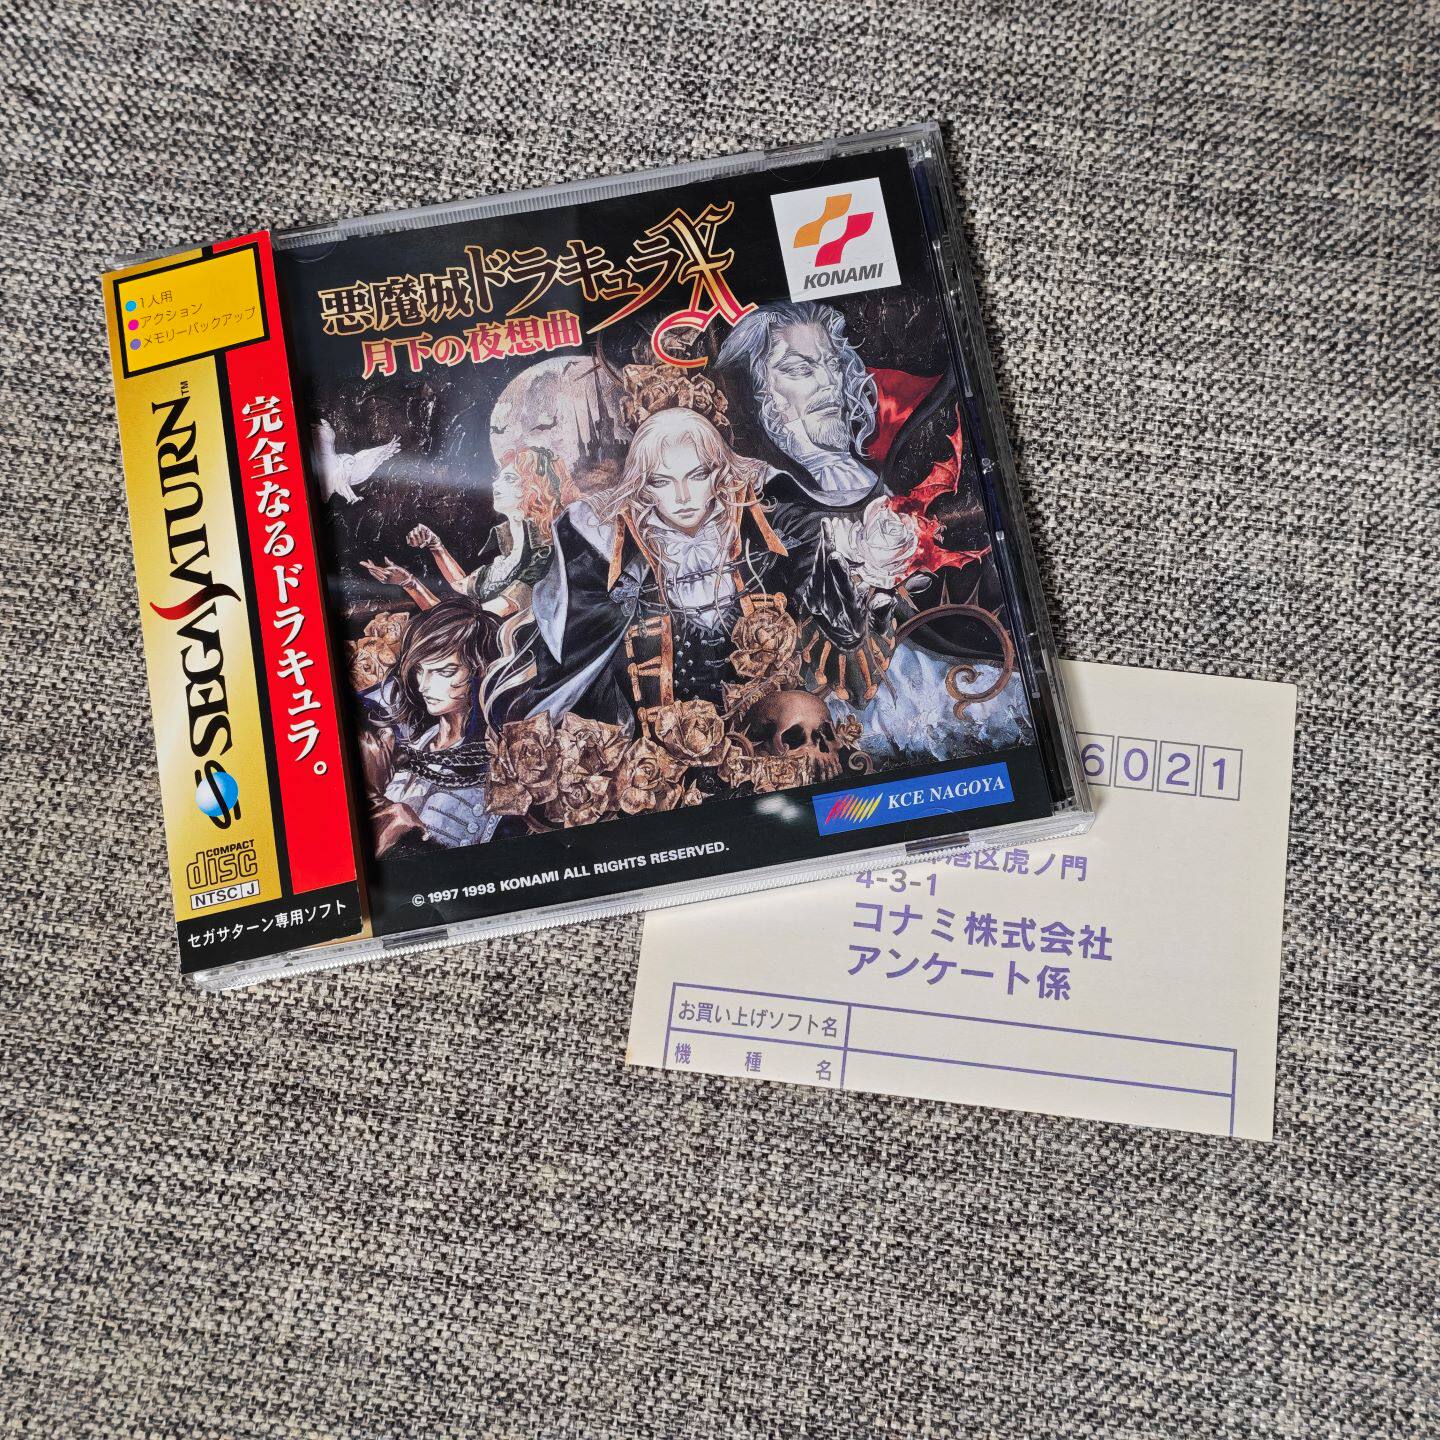 1人用
アクション
メモリーバックアップ
SEGA SATURN™
完全なるドラキュラ。
COMPACT
disc
NTSC J
セガサターン専用ソフト
悪魔城ドラキュラX
月下の夜想曲
KONAMI
KCE NAGOYA
© 1997 1998 KONAMI ALL RIGHTS RESERVED.
6021
港区虎ノ門
4-3-1
コナミ株式会社
アンケート係
お買い上げソフト名
機種名